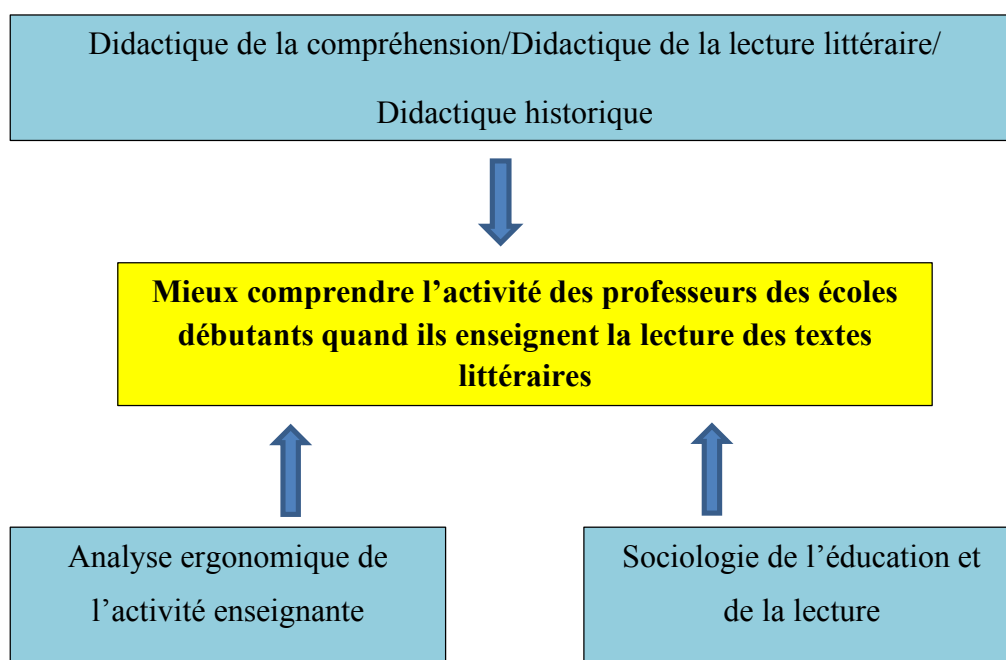 Didactique de la compréhension/Didactique de la lecture littéraire/
Didactique historique
Mieux comprendre l’activité des professeurs des écoles
débutants quand ils enseignent la lecture des textes
littéraires
Analyse ergonomique de
l’activité enseignante
Sociologie de l’éducation et
de la lecture